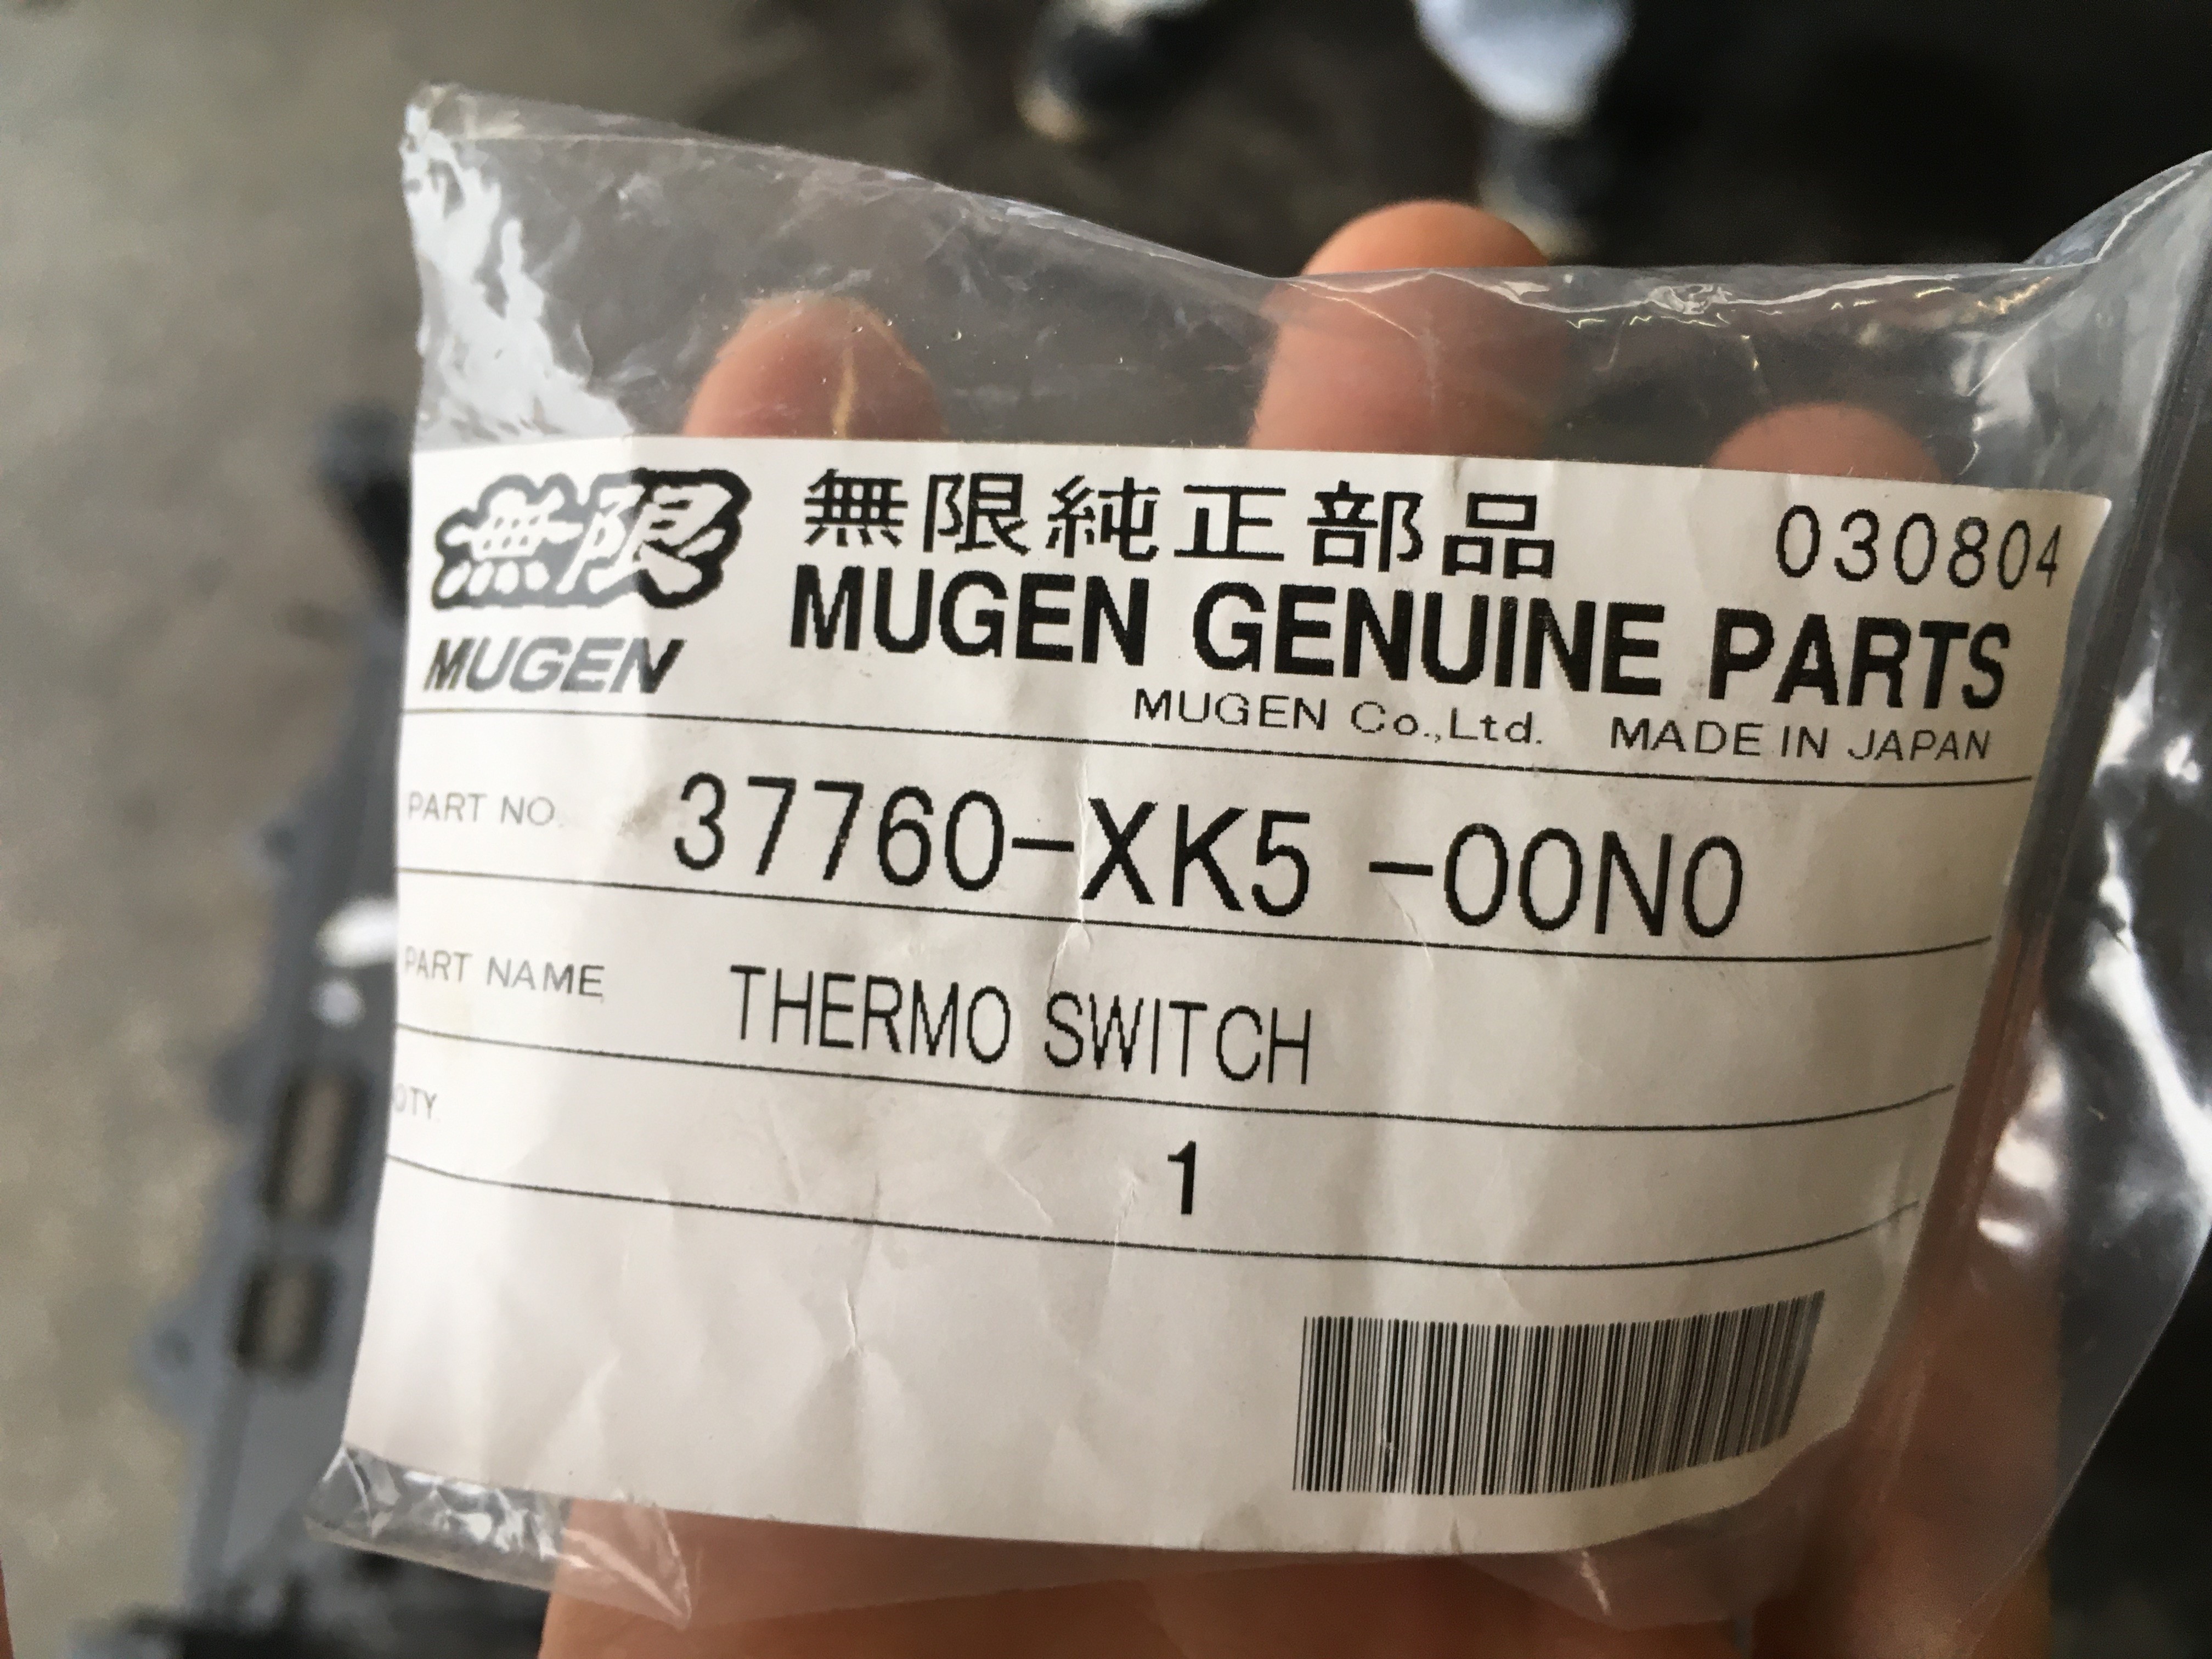 無限
MUGEN
無限純正部品 030804
MUGEN GENUINE PARTS
MUGEN Co.,Ltd. MADE IN JAPAN
PART NO. 37760-XK5 -00N0
PART NAME THERMO SWITCH
QTY. 1